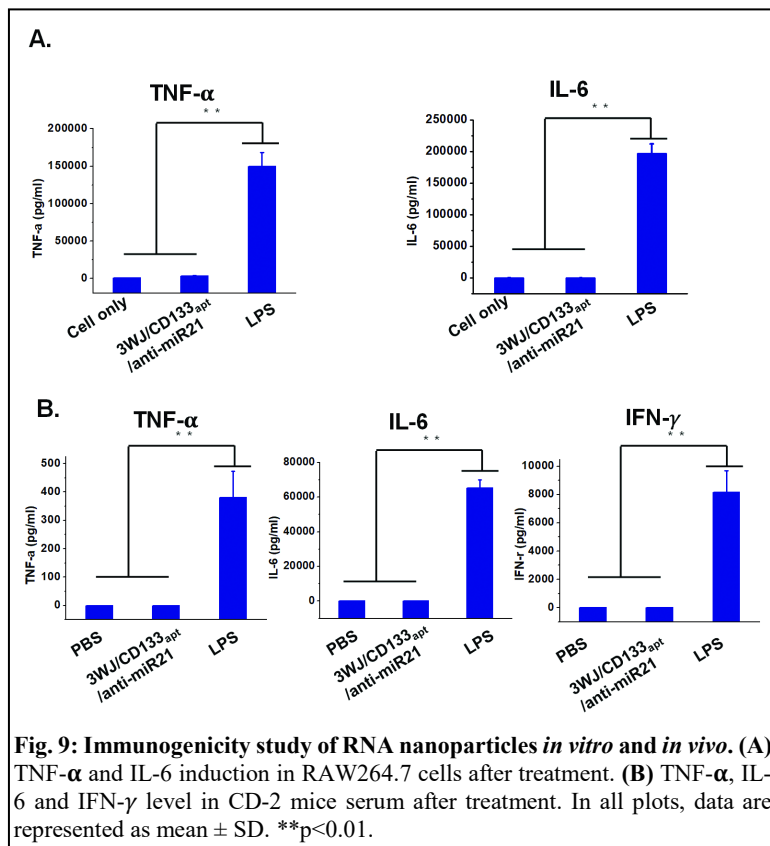 A.
TNF-α
**
200000
150000
100000
50000
0
TNF-a (pg/ml)
Cell only
3WJ/CD133apt
/anti-miR21
LPS
IL-6
**
250000
200000
150000
100000
50000
0
IL-6 (pg/ml)
Cell only
3WJ/CD133apt
/anti-miR21
LPS
B.
TNF-α
**
500
400
300
200
100
0
TNF-a (pg/ml)
PBS
3WJ/CD133apt
/anti-miR21
LPS
IL-6
**
80000
60000
40000
20000
0
IL-6 (pg/ml)
PBS
3WJ/CD133apt
/anti-miR21
LPS
IFN-γ
**
10000
8000
6000
4000
2000
0
IFN-r (pg/ml)
PBS
3WJ/CD133apt
/anti-miR21
LPS
Fig. 9: Immunogenicity study of RNA nanoparticles in vitro and in vivo. (A)
TNF-α and IL-6 induction in RAW264.7 cells after treatment. (B) TNF-α, IL-
6 and IFN-γ level in CD-2 mice serum after treatment. In all plots, data are
represented as mean ± SD. **p<0.01.